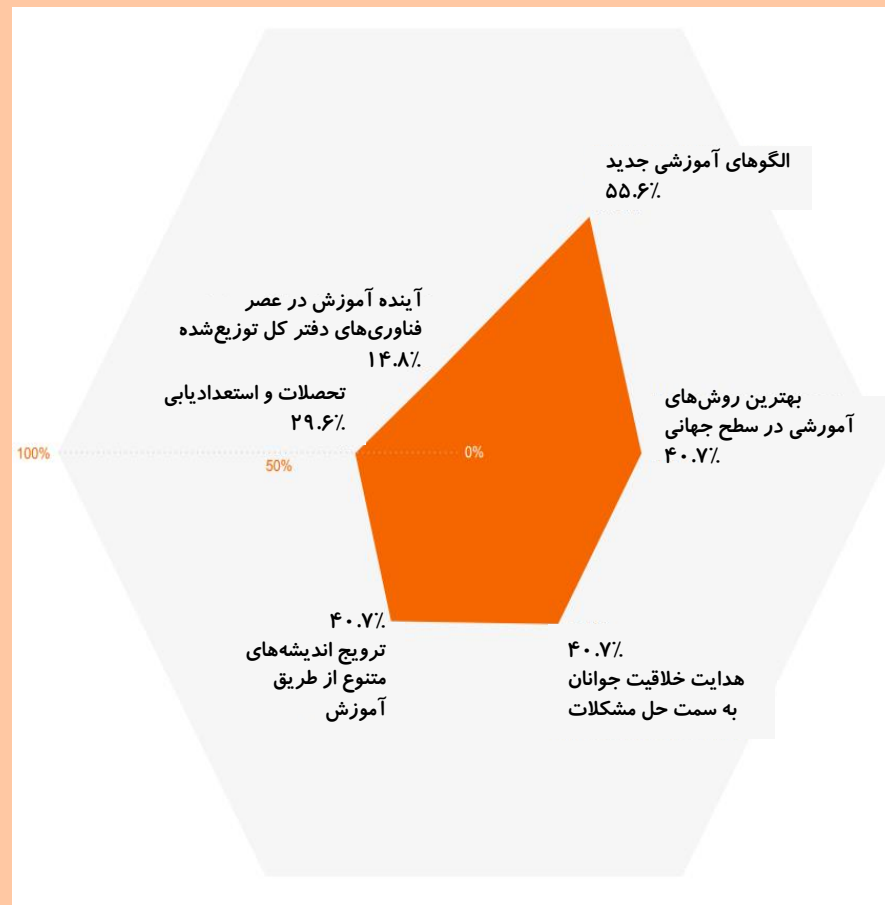 الگوهای آموزشی جدید
۵۵.۶٪
آینده آموزش در عصر
فناوری‌های دفتر کل توزیع‌شده
۱۴.۸٪
تحصلات و استعدادیابی
۲۹.۶٪
بهترین روش‌های
آمورشی در سطح جهانی
۴۰.۷٪
100%
50%
0%
۴۰.۷٪
ترویج اندیشه‌های
متنوع از طریق
آموزش
۴۰.۷٪
هدایت خلاقیت جوانان
به سمت حل مشکلات